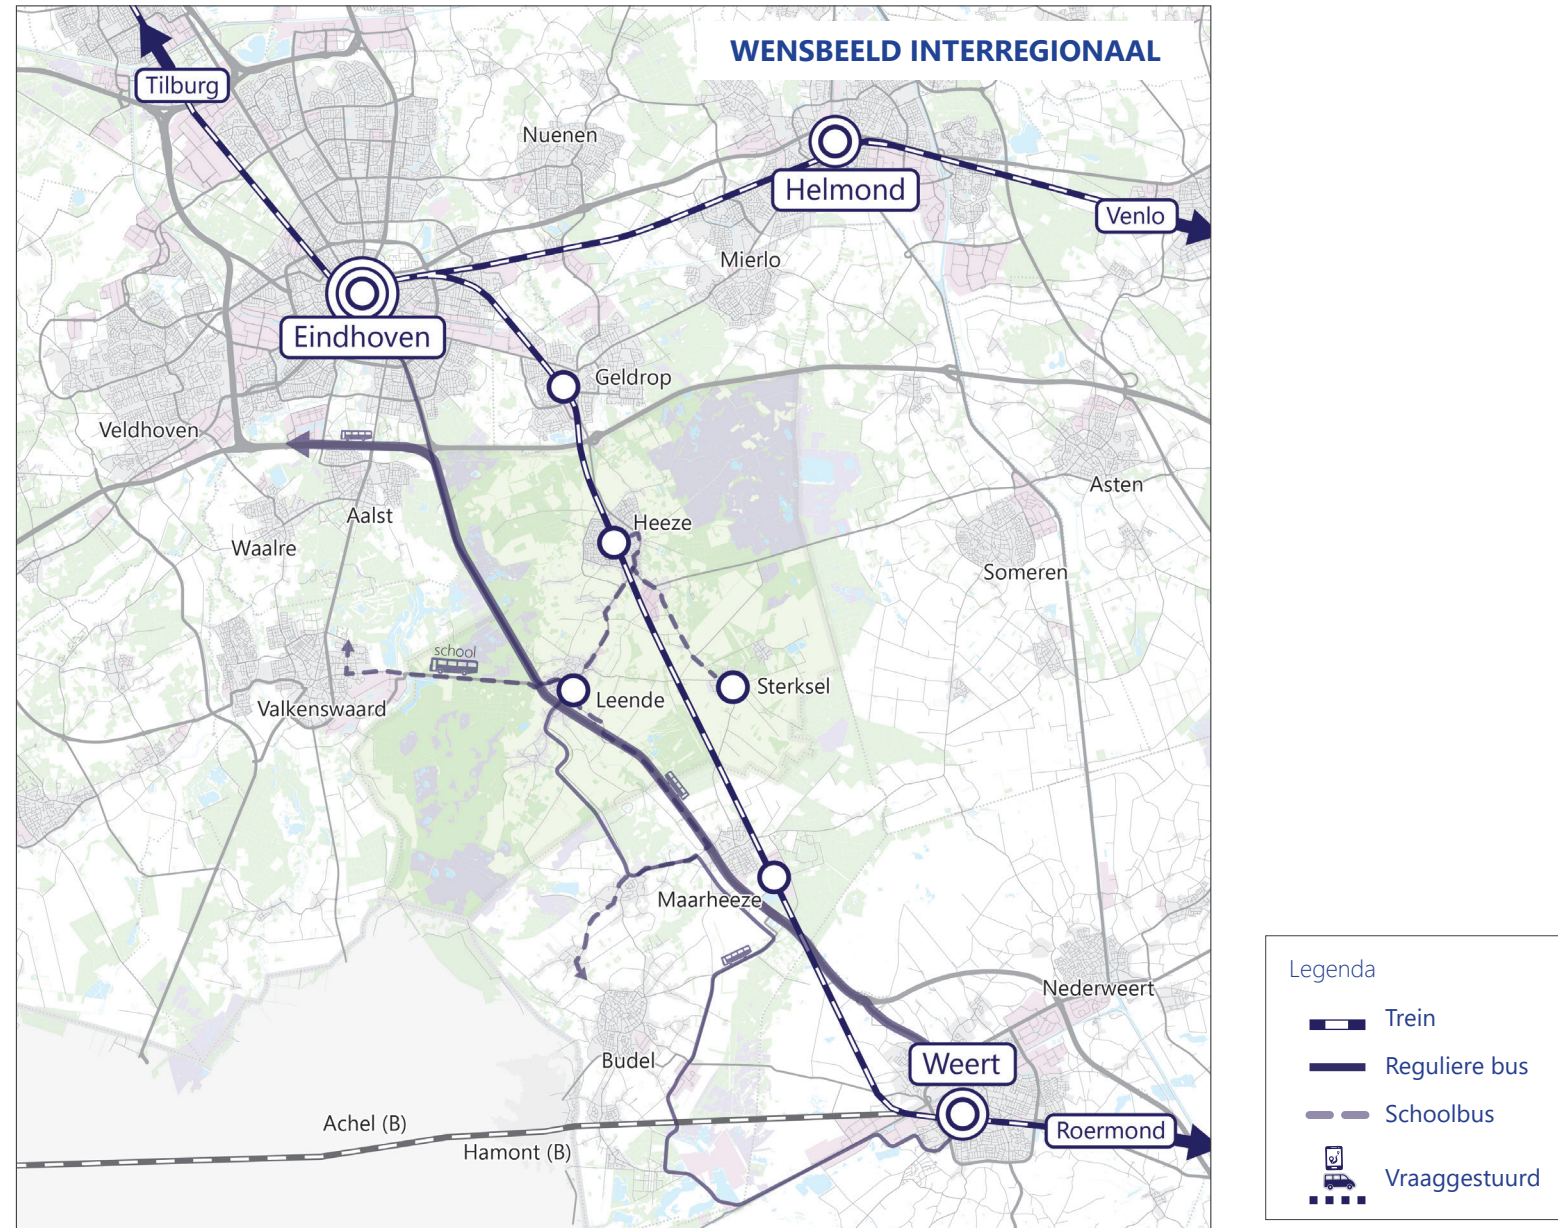 WENSBEELD INTERREGIONAAL
Tilburg
Nuenen
Helmond
Venlo
Mierlo
Eindhoven
Geldrop
Veldhoven
Asten
Aalst
Heeze
Waalre
Someren
school
Sterksel
Leende
Valkenswaard
Maarheeze
Nederweert
Budel
Weert
Achel (B)
Roermond
Hamont (B)
Legenda
Trein
Reguliere bus
Schoolbus
Vraaggestuurd